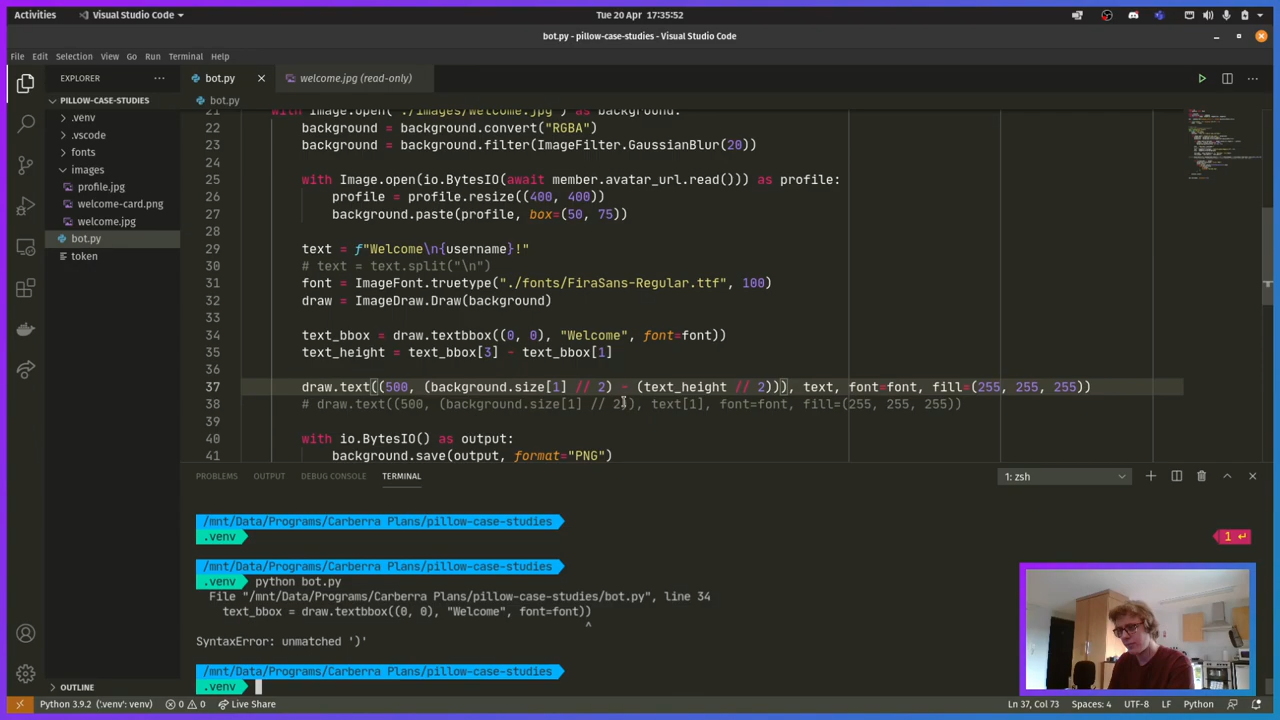 Activities
Visual Studio Code
Tue 20 Apr 17:35:52
bot.py - pillow-case-studies - Visual Studio Code
File Edit Selection View Go Run Terminal Help
EXPLORER
bot.py
welcome.jpg (read-only)
PILLOW-CASE-STUDIES
bot.py
.venv
.vscode
fonts
images
profile.jpg
welcome-card.png
welcome.jpg
bot.py
token
21 with Image.open("./images/welcome.jpg") as background:
22 background = background.convert("RGBA")
23 background = background.filter(ImageFilter.GaussianBlur(20))
24
25 with Image.open(io.BytesIO(await member.avatar_url.read())) as profile:
26 profile = profile.resize((400, 400))
27 background.paste(profile, box=(50, 75))
28
29 text = f"Welcome\n{username}!"
30 # text = text.split("\n")
31 font = ImageFont.truetype("./fonts/FiraSans-Regular.ttf", 100)
32 draw = ImageDraw.Draw(background)
33
34 text_bbox = draw.textbbox((0, 0), "Welcome", font=font))
35 text_height = text_bbox[3] - text_bbox[1]
36
37 draw.text((500, (background.size[1] // 2) - (text_height // 2))), text, font=font, fill=(255, 255, 255))
38 # draw.text((500, (background.size[1] // 2)), text[1], font=font, fill=(255, 255, 255))
39
40 with io.BytesIO() as output:
41 background.save(output, format="PNG")
PROBLEMS OUTPUT DEBUG CONSOLE TERMINAL
1: zsh
/mnt/Data/Programs/Carberra Plans/pillow-case-studies
.venv
1 ↵
/mnt/Data/Programs/Carberra Plans/pillow-case-studies
.venv python bot.py
File "/mnt/Data/Programs/Carberra Plans/pillow-case-studies/bot.py", line 34
text_bbox = draw.textbbox((0, 0), "Welcome", font=font))
^
SyntaxError: unmatched ')'
/mnt/Data/Programs/Carberra Plans/pillow-case-studies
.venv
OUTLINE
Python 3.9.2 ('.venv': venv)
0
0
Live Share
Ln 37, Col 73
Spaces: 4
UTF-8
LF
Python